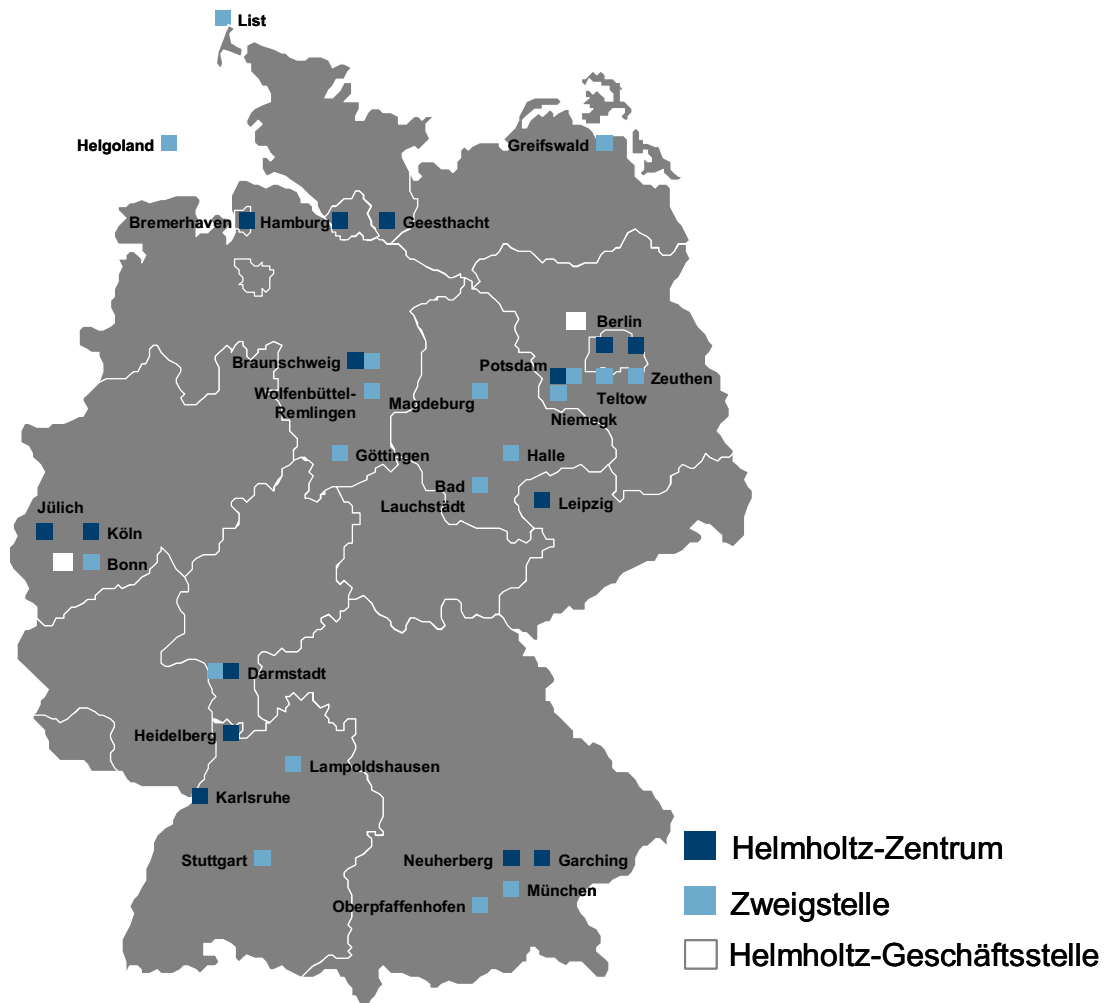 List
Helgoland
Greifswald
Bremerhaven
Hamburg
Geesthacht
Berlin
Braunschweig
Potsdam
Zeuthen
Wolfenbüttel-
Remlingen
Magdeburg
Teltow
Niemegk
Göttingen
Halle
Bad
Lauchstädt
Leipzig
Jülich
Köln
Bonn
Darmstadt
Heidelberg
Lampoldshausen
Karlsruhe
Stuttgart
Neuherberg
Garching
München
Oberpfaffenhofen
Helmholtz-Zentrum
Zweigstelle
Helmholtz-Geschäftsstelle